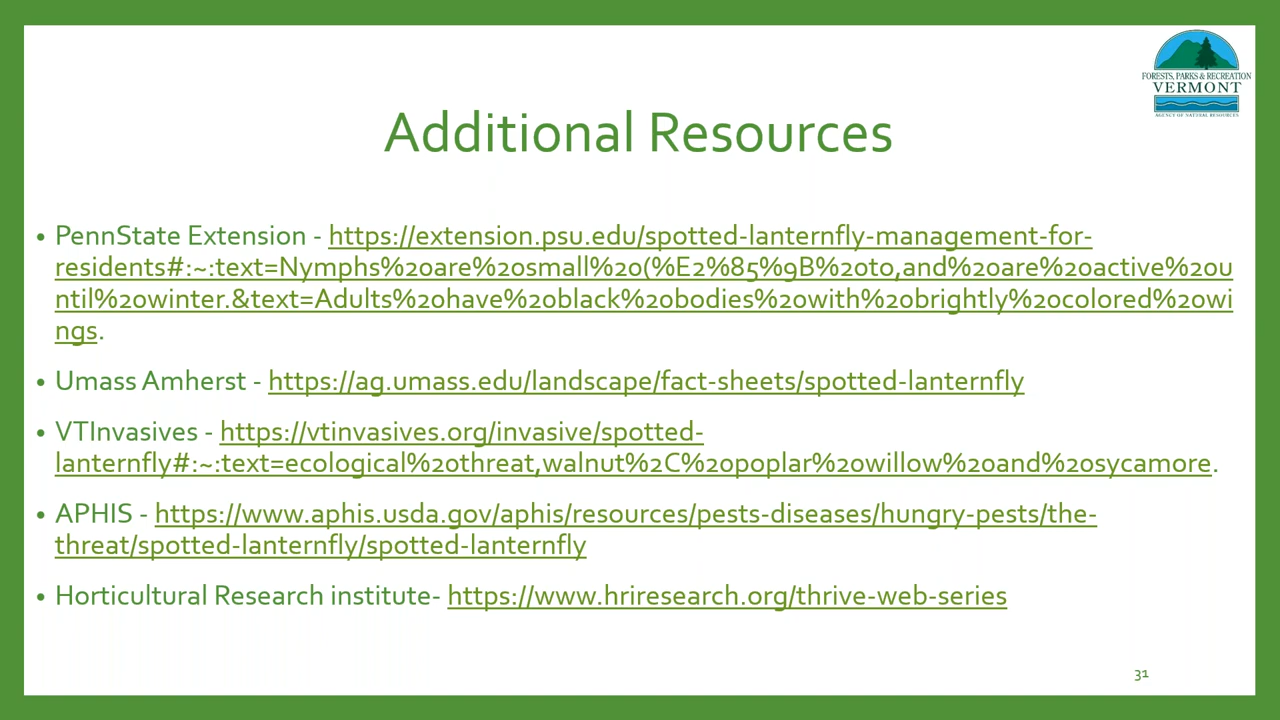 FORESTS, PARKS & RECREATION
VERMONT
AGENCY OF NATURAL RESOURCES
Additional Resources
• PennState Extension - https://extension.psu.edu/spotted-lanternfly-management-for-
residents#:~:text=Nymphs%20are%20small%20(%E2%85%9B%20to,and%20are%20active%20u
ntil%20winter.&text=Adults%20have%20black%20bodies%20with%20brightly%20colored%20wi
ngs.
• Umass Amherst - https://ag.umass.edu/landscape/fact-sheets/spotted-lanternfly
• VTInvasives - https://vtinvasives.org/invasive/spotted-
lanternfly#:~:text=ecological%20threat,walnut%2C%20poplar%20willow%20and%20sycamore.
• APHIS - https://www.aphis.usda.gov/aphis/resources/pests-diseases/hungry-pests/the-
threat/spotted-lanternfly/spotted-lanternfly
• Horticultural Research institute- https://www.hriresearch.org/thrive-web-series
31